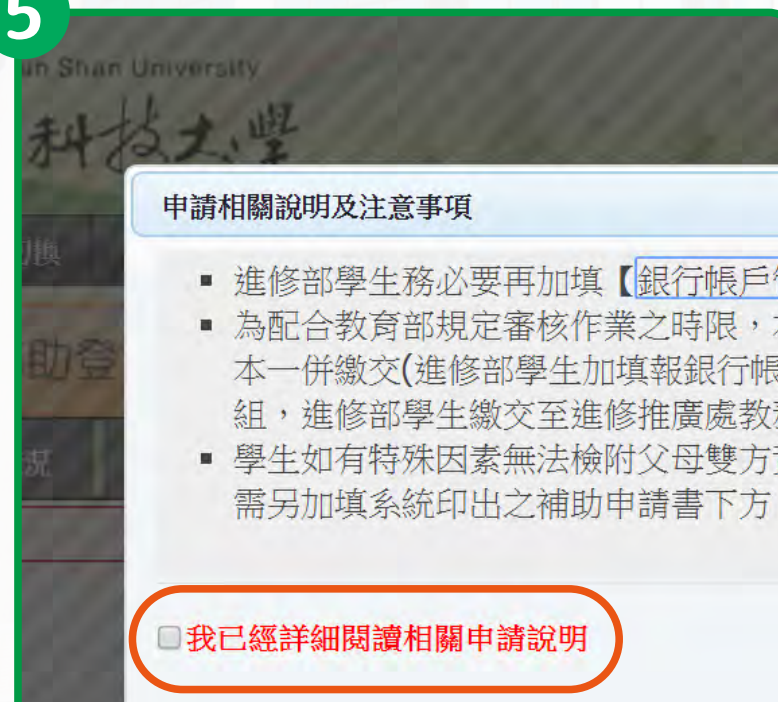 5
un Shan University
科技大學
切換
申請相關說明及注意事項
進修部學生務必要再加填【銀行帳戶
為配合教育部規定審核作業之時限，
助登
本一併繳交(進修部學生加填報銀行帳
組，進修部學生繳交至進修推廣處教
況
學生如有特殊因素無法檢附父母雙方
需另加填系統印出之補助申請書下方
我已經詳細閱讀相關申請說明